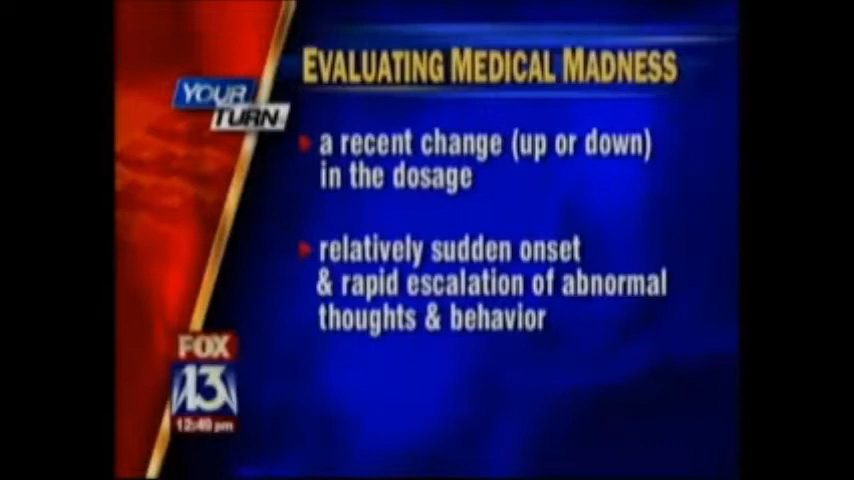 EVALUATING MEDICAL MADNESS
YOUR
TURN
a recent change (up or down)
in the dosage
relatively sudden onset
& rapid escalation of abnormal
thoughts & behavior
FOX
13
12:49 pm